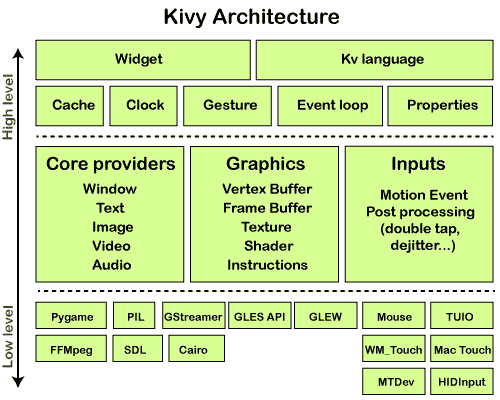 Kivy Architecture
High level
Widget
Kv language
Cache
Clock
Gesture
Event loop
Properties
Core providers
Window
Text
Image
Video
Audio
Graphics
Vertex Buffer
Frame Buffer
Texture
Shader
Instructions
Inputs
Motion Event
Post processing
(double tap,
dejitter...)
Low level
Pygame
PIL
GStreamer
GLES API
GLEW
Mouse
TUIO
FFMpeg
SDL
Cairo
WM_Touch
Mac Touch
MTDev
HIDInput